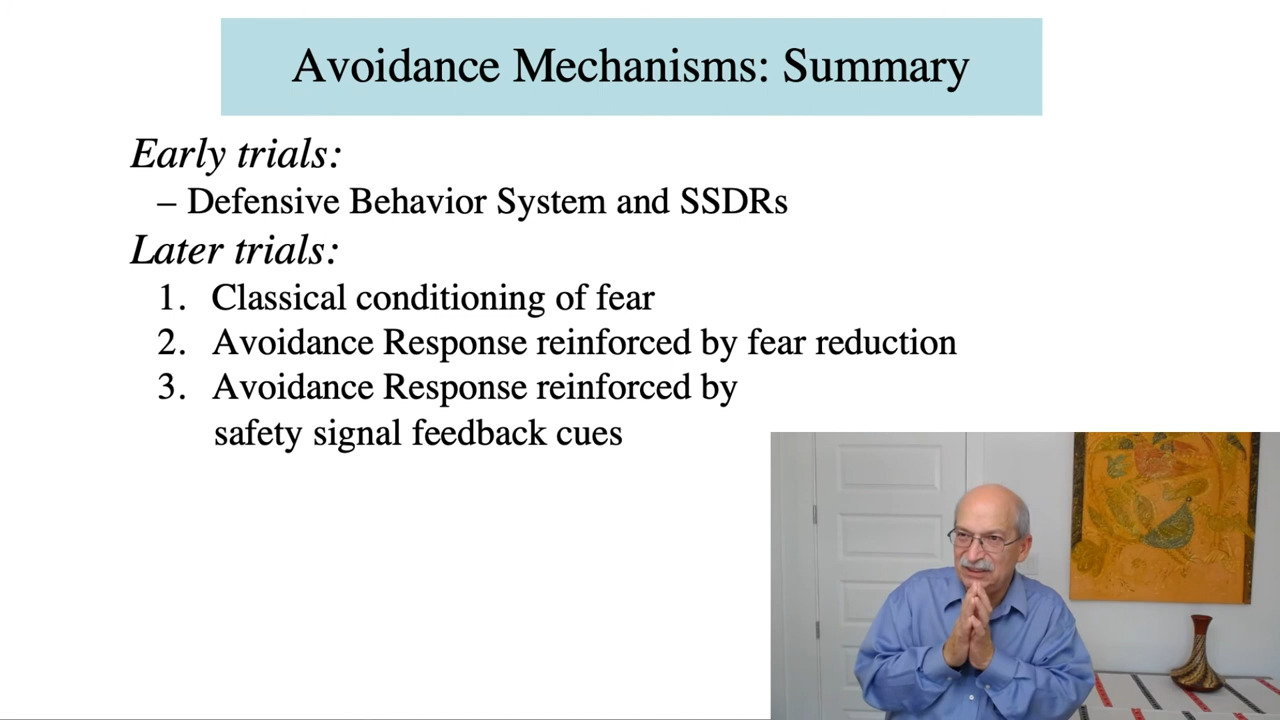 Avoidance Mechanisms: Summary
Early trials:
– Defensive Behavior System and SSDRs
Later trials:
1. Classical conditioning of fear
2. Avoidance Response reinforced by fear reduction
3. Avoidance Response reinforced by
safety signal feedback cues